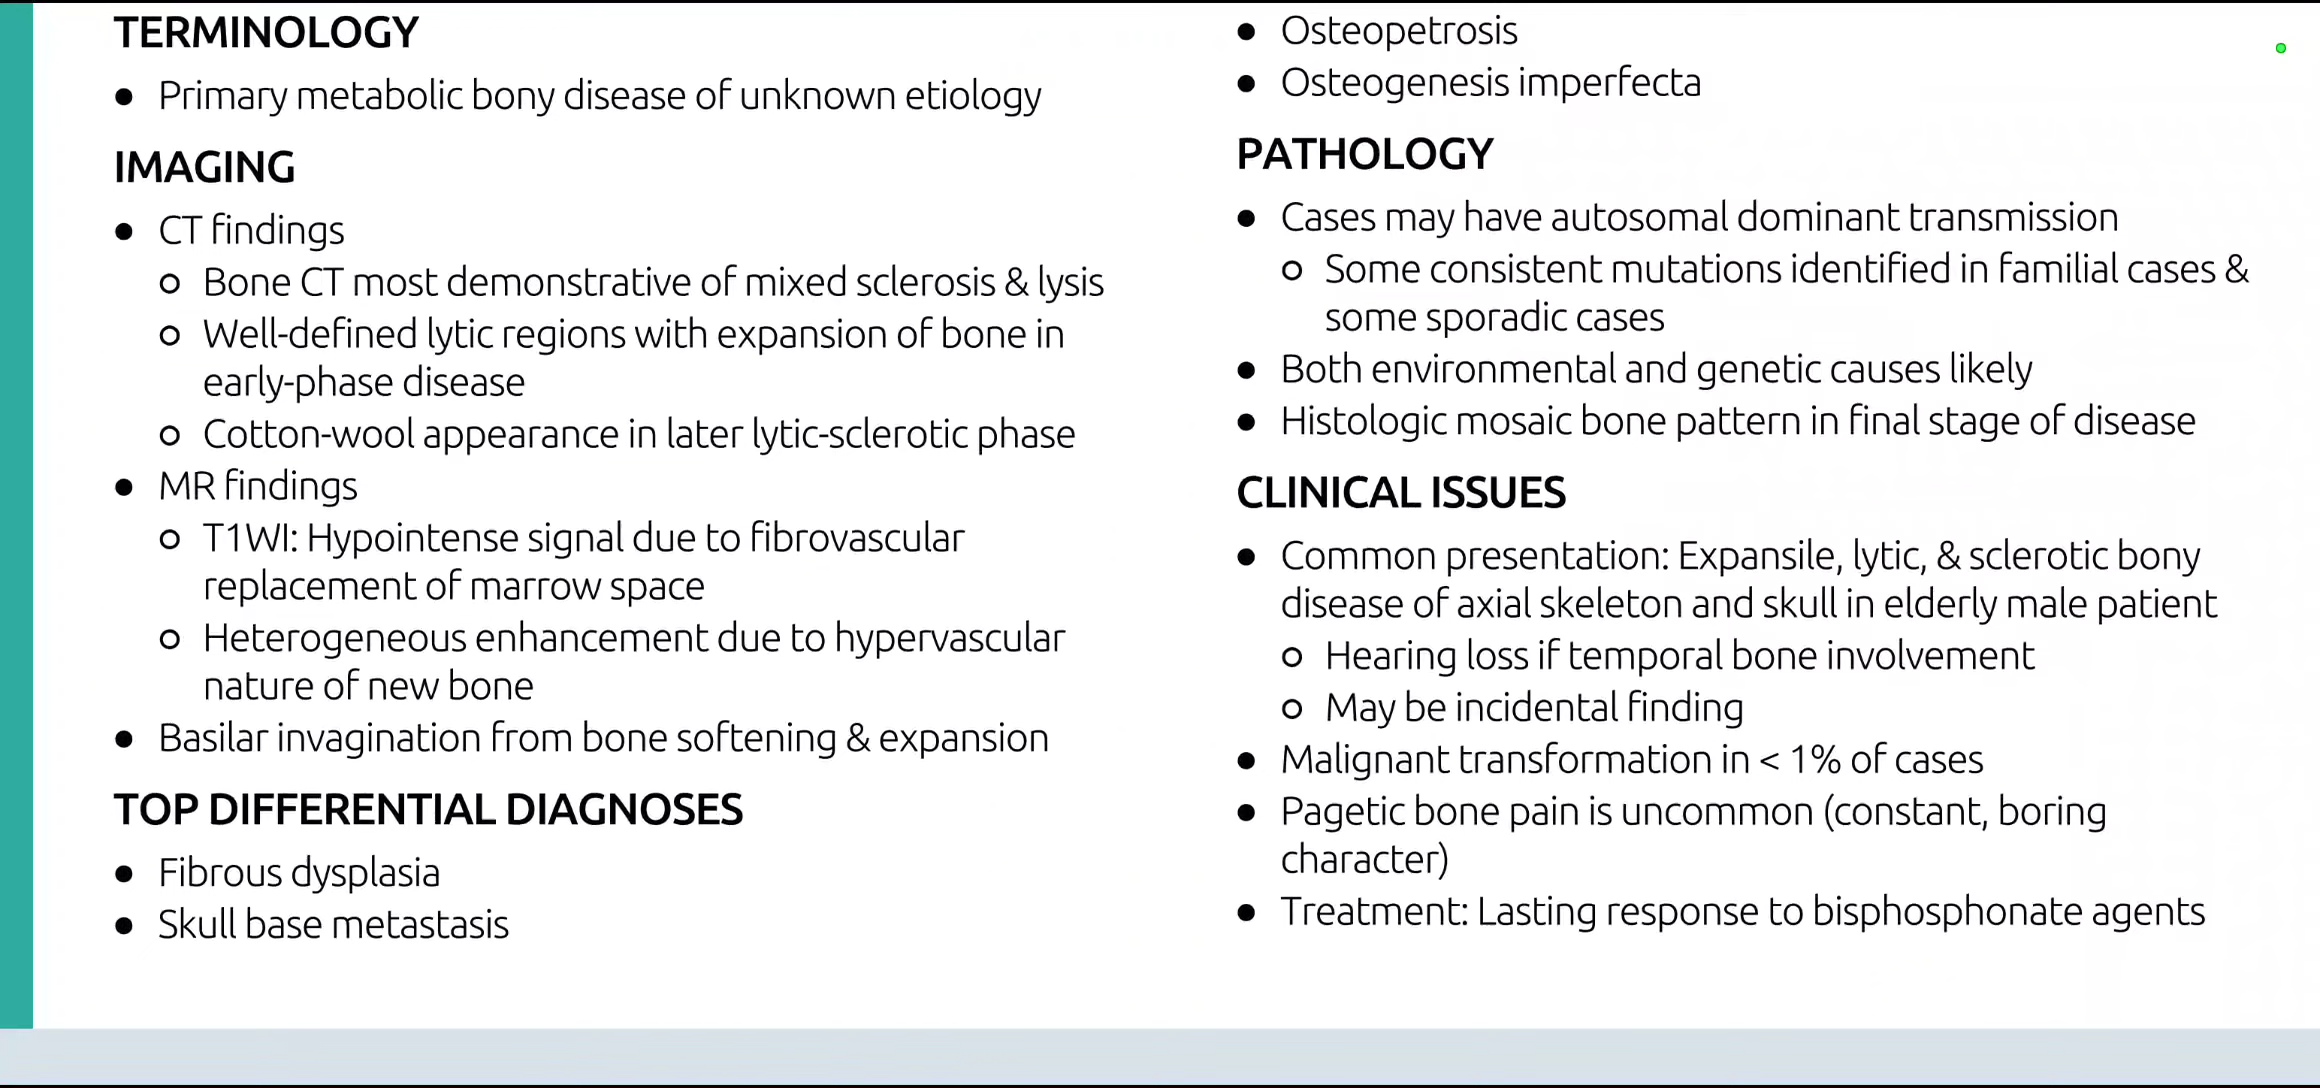 TERMINOLOGY
● Primary metabolic bony disease of unknown etiology
IMAGING
● CT findings
○ Bone CT most demonstrative of mixed sclerosis & lysis
○ Well-defined lytic regions with expansion of bone in
early-phase disease
○ Cotton-wool appearance in later lytic-sclerotic phase
● MR findings
○ T1WI: Hypointense signal due to fibrovascular
replacement of marrow space
○ Heterogeneous enhancement due to hypervascular
nature of new bone
● Basilar invagination from bone softening & expansion
TOP DIFFERENTIAL DIAGNOSES
● Fibrous dysplasia
● Skull base metastasis
● Osteopetrosis
● Osteogenesis imperfecta
PATHOLOGY
● Cases may have autosomal dominant transmission
○ Some consistent mutations identified in familial cases &
some sporadic cases
● Both environmental and genetic causes likely
● Histologic mosaic bone pattern in final stage of disease
CLINICAL ISSUES
● Common presentation: Expansile, lytic, & sclerotic bony
disease of axial skeleton and skull in elderly male patient
○ Hearing loss if temporal bone involvement
○ May be incidental finding
● Malignant transformation in < 1% of cases
● Pagetic bone pain is uncommon (constant, boring
character)
● Treatment: Lasting response to bisphosphonate agents